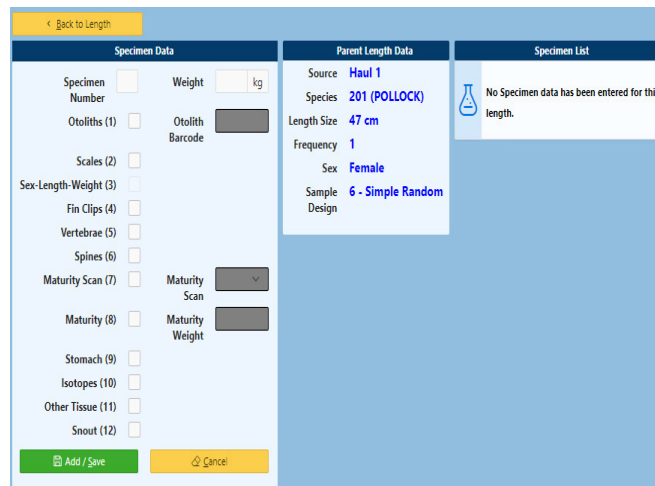 < Back to Length
Specimen Data
Specimen
Number
Weight
kg
Otoliths (1)
Otolith
Barcode
Scales (2)
Sex-Length-Weight (3)
Fin Clips (4)
Vertebrae (5)
Spines (6)
Maturity Scan (7)
Maturity
Scan
Maturity (8)
Maturity
Weight
Stomach (9)
Isotopes (10)
Other Tissue (11)
Snout (12)
Add / Save
Cancel
Parent Length Data
Source Haul 1
Species 201 (POLLOCK)
Length Size 47 cm
Frequency 1
Sex Female
Sample 6 - Simple Random
Design
Specimen List
No Specimen data has been entered for thi
length.